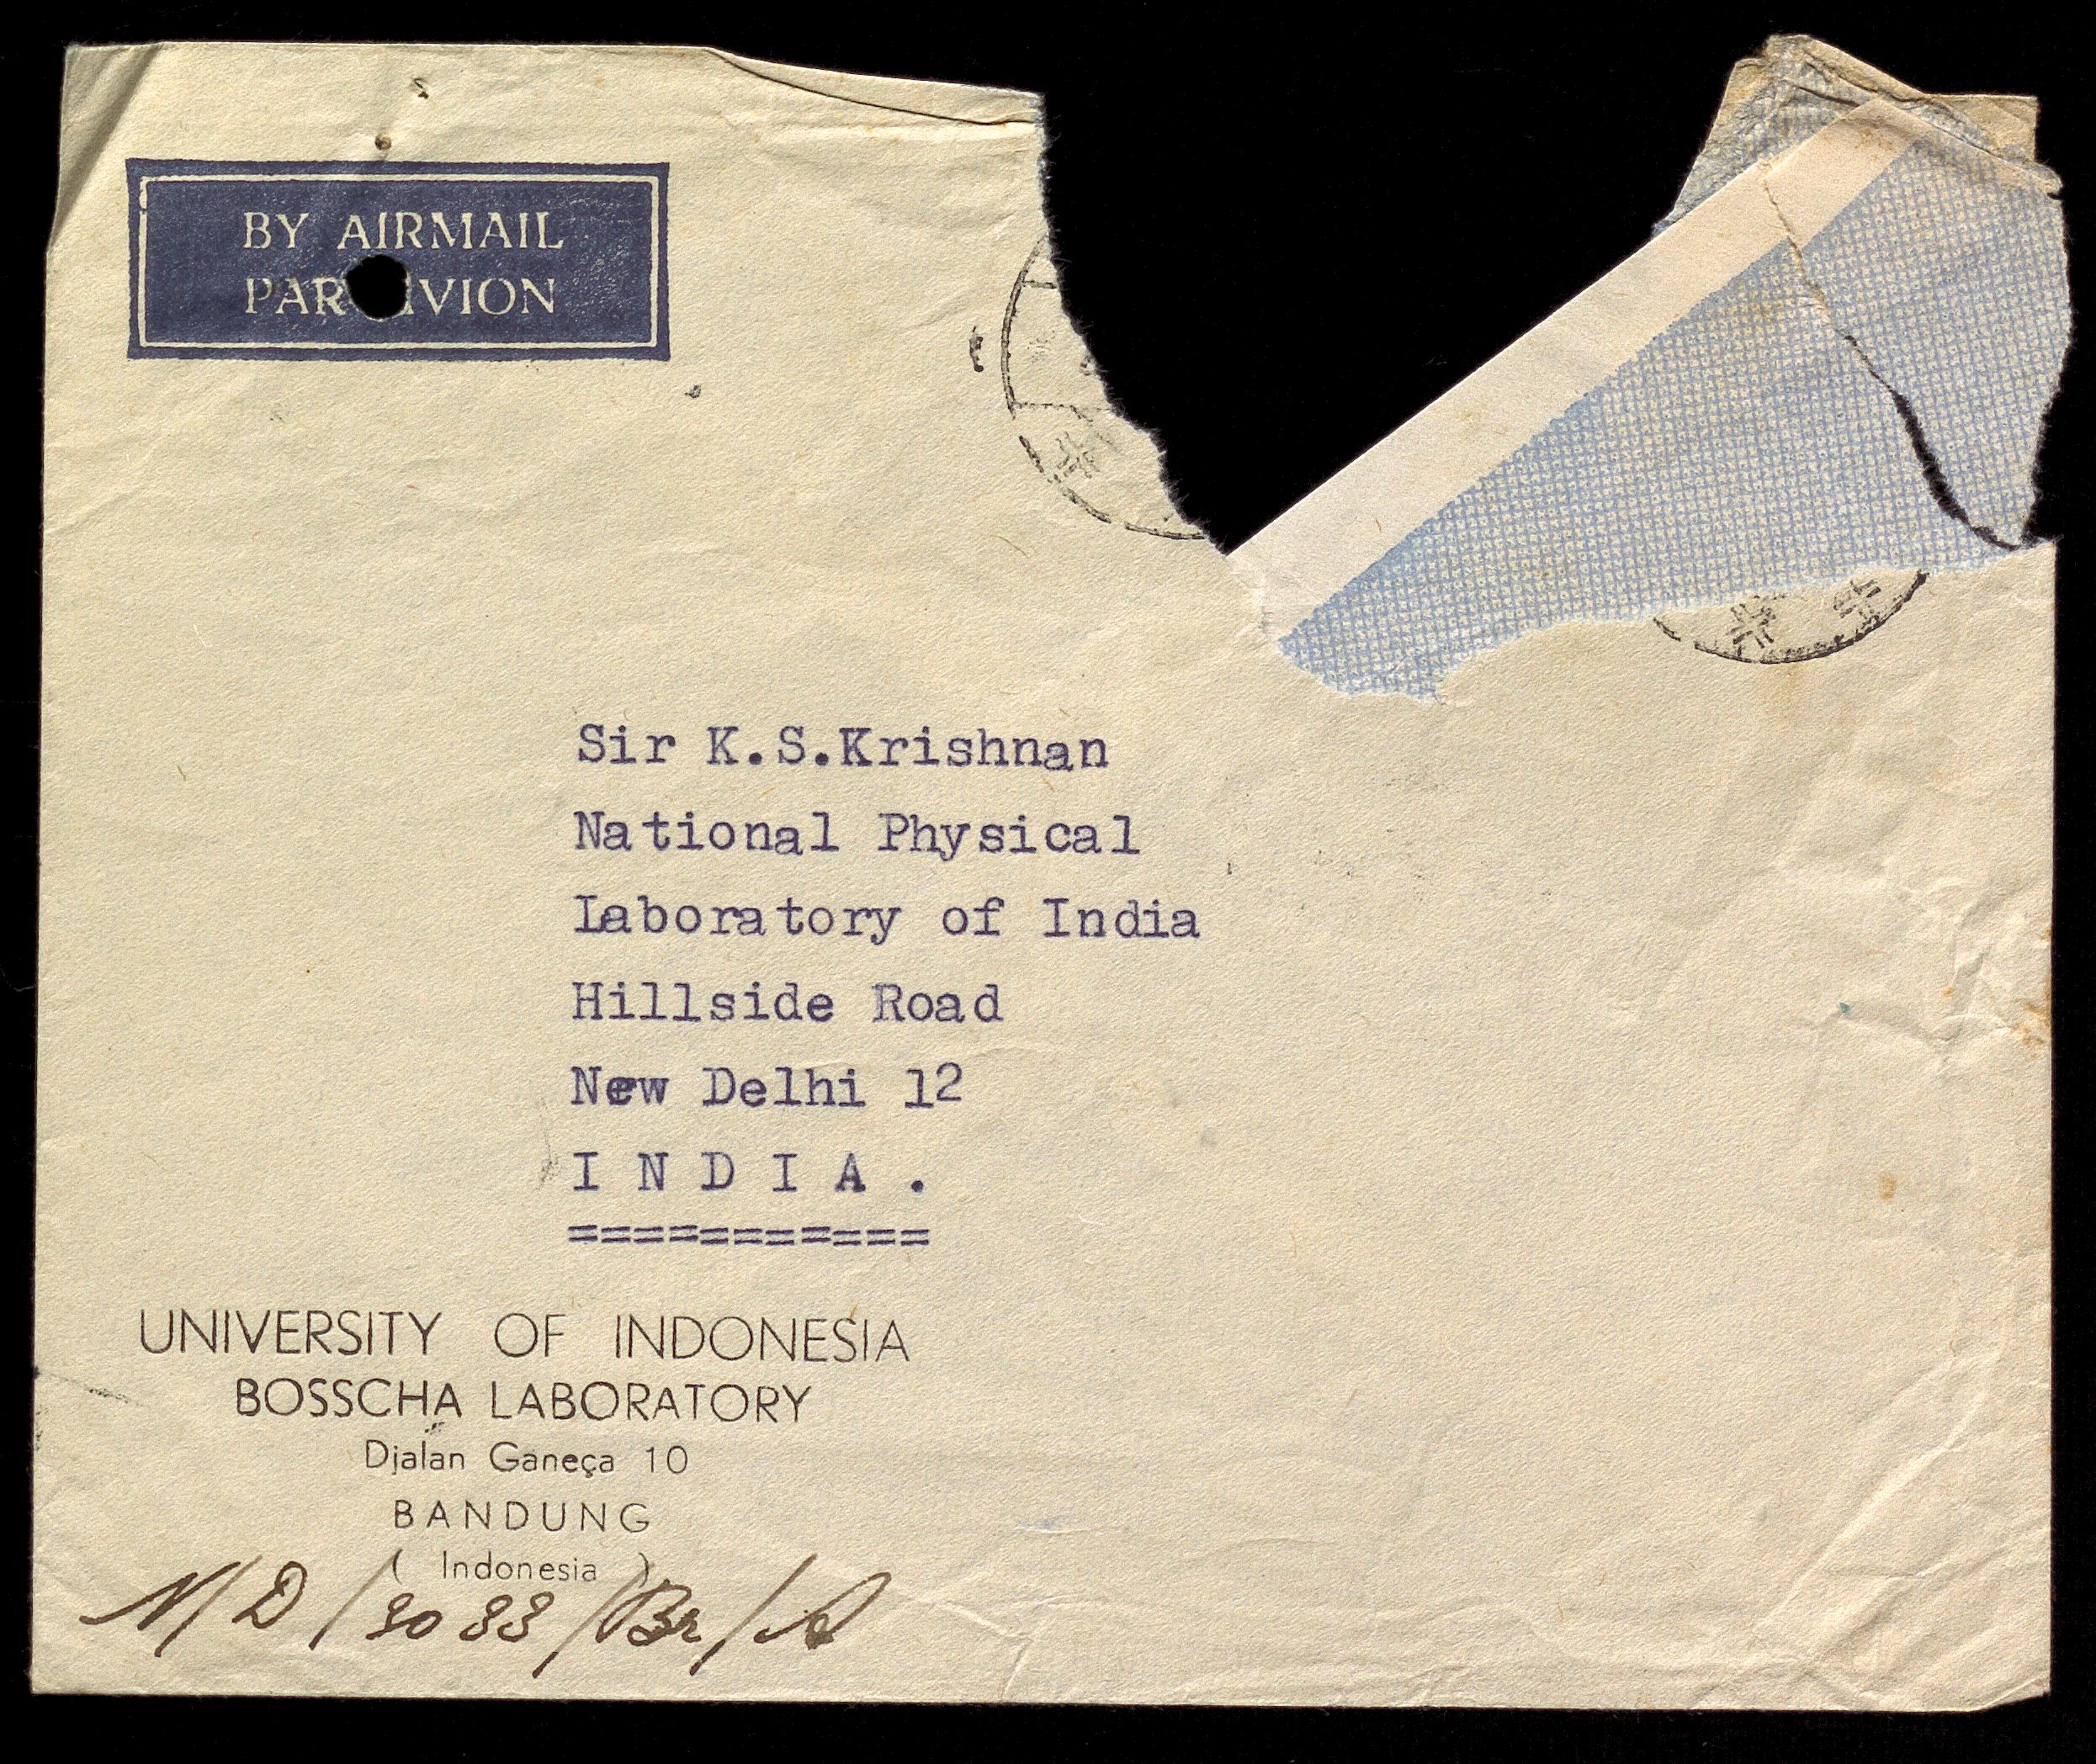 BY AIRMAIL
PAR AVION
Sir K.S.Krishnan
National Physical
Laboratory of India
Hillside Road
New Delhi 12
I N D I A .
===========
UNIVERSITY OF INDONESIA
BOSSCHA LABORATORY
Djalan Ganeça 10
BANDUNG
( Indonesia )